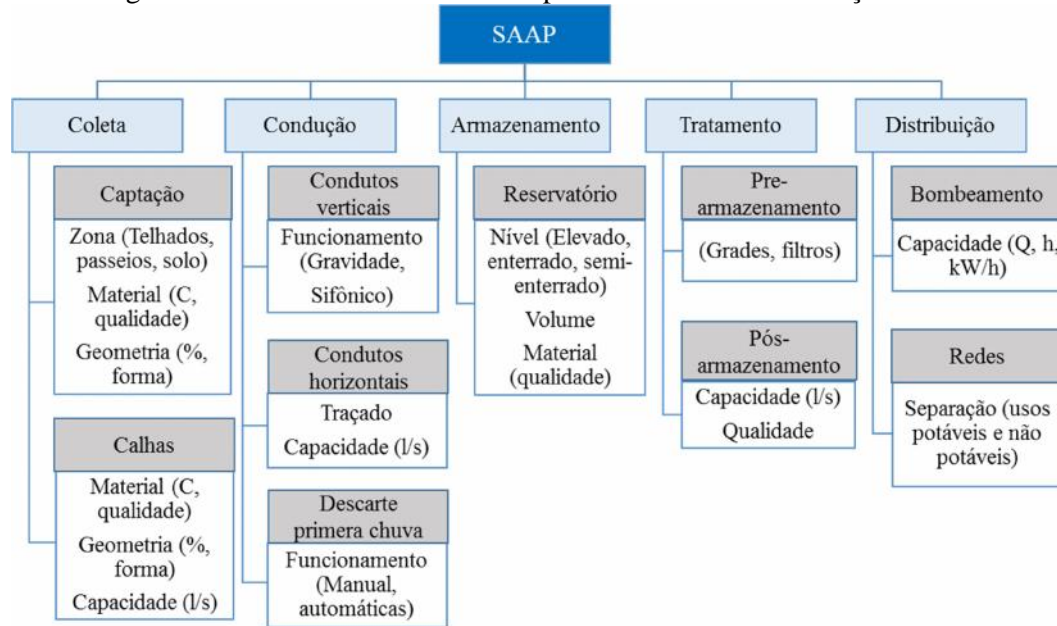 SAAP
Coleta
Condução
Armazenamento
Tratamento
Distribuição
Captação
Zona (Telhados,
passeios, solo)
Material (C,
qualidade)
Geometria (%,
forma)
Calhas
Material (C,
qualidade)
Geometria (%,
forma)
Capacidade (l/s)
Condutos
verticais
Funcionamento
(Gravidade,
Sifônico)
Condutos
horizontais
Traçado
Capacidade (l/s)
Descarte
primera chuva
Funcionamento
(Manual,
automáticas)
Reservatório
Nível (Elevado,
enterrado, semi-
enterrado)
Volume
Material
(qualidade)
Pre-
armazenamento
(Grades, filtros)
Pós-
armazenamento
Capacidade (l/s)
Qualidade
Bombeamento
Capacidade (Q, h,
kW/h)
Redes
Separação (usos
potáveis e não
potáveis)